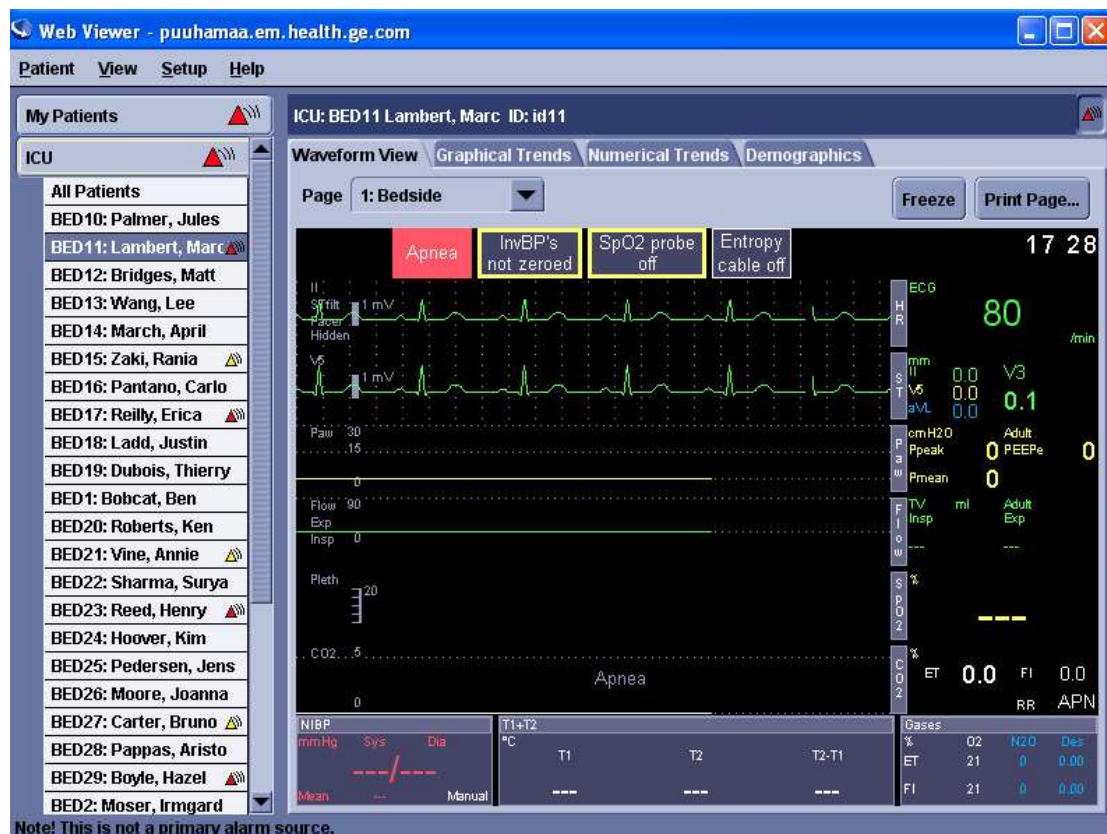 Web Viewer - puuhamaa.em.health.ge.com
Patient View Setup Help
My Patients
ICU
All Patients
BED10: Palmer, Jules
BED11: Lambert, Marc
BED12: Bridges, Matt
BED13: Wang, Lee
BED14: March, April
BED15: Zaki, Rania
BED16: Pantano, Carlo
BED17: Reilly, Erica
BED18: Ladd, Justin
BED19: Dubois, Thierry
BED1: Bobcat, Ben
BED20: Roberts, Ken
BED21: Vine, Annie
BED22: Sharma, Surya
BED23: Reed, Henry
BED24: Hoover, Kim
BED25: Pedersen, Jens
BED26: Moore, Joanna
BED27: Carter, Bruno
BED28: Pappas, Aristo
BED29: Boyle, Hazel
BED2: Moser, Irmgard
ICU: BED11 Lambert, Marc ID: id11
Waveform View Graphical Trends Numerical Trends Demographics
Page 1: Bedside Freeze Print Page...
Apnea
InvBP's
not zeroed
SpO2 probe
off
Entropy
cable off
17 28
II
STfilt 1 mV
Pacer
Hidden
HR ECG
80
/min
V5
1 mV
ST mm
II 0.0 V3
V5 0.0
aVL 0.0 0.1
Paw 30
15
0
Paw cmH2O Adult
Ppeak 0 PEEPe 0
Pmean 0
Flow 90
Exp
Insp 0
Flow TV ml Adult
Insp Exp
--- ---
Pleth
20
SpO2 %
---
CO2 5
Apnea
0
CO2 %
ET 0.0 FI 0.0
RR APN
NIBP
mmHg Sys Dia
---/---
Mean --- Manual
T1+T2
°C
T1 T2 T2-T1
--- --- ---
Gases
% O2 N2O Des
ET 21 0 0.00
FI 21 0 0.00
Note! This is not a primary alarm source.